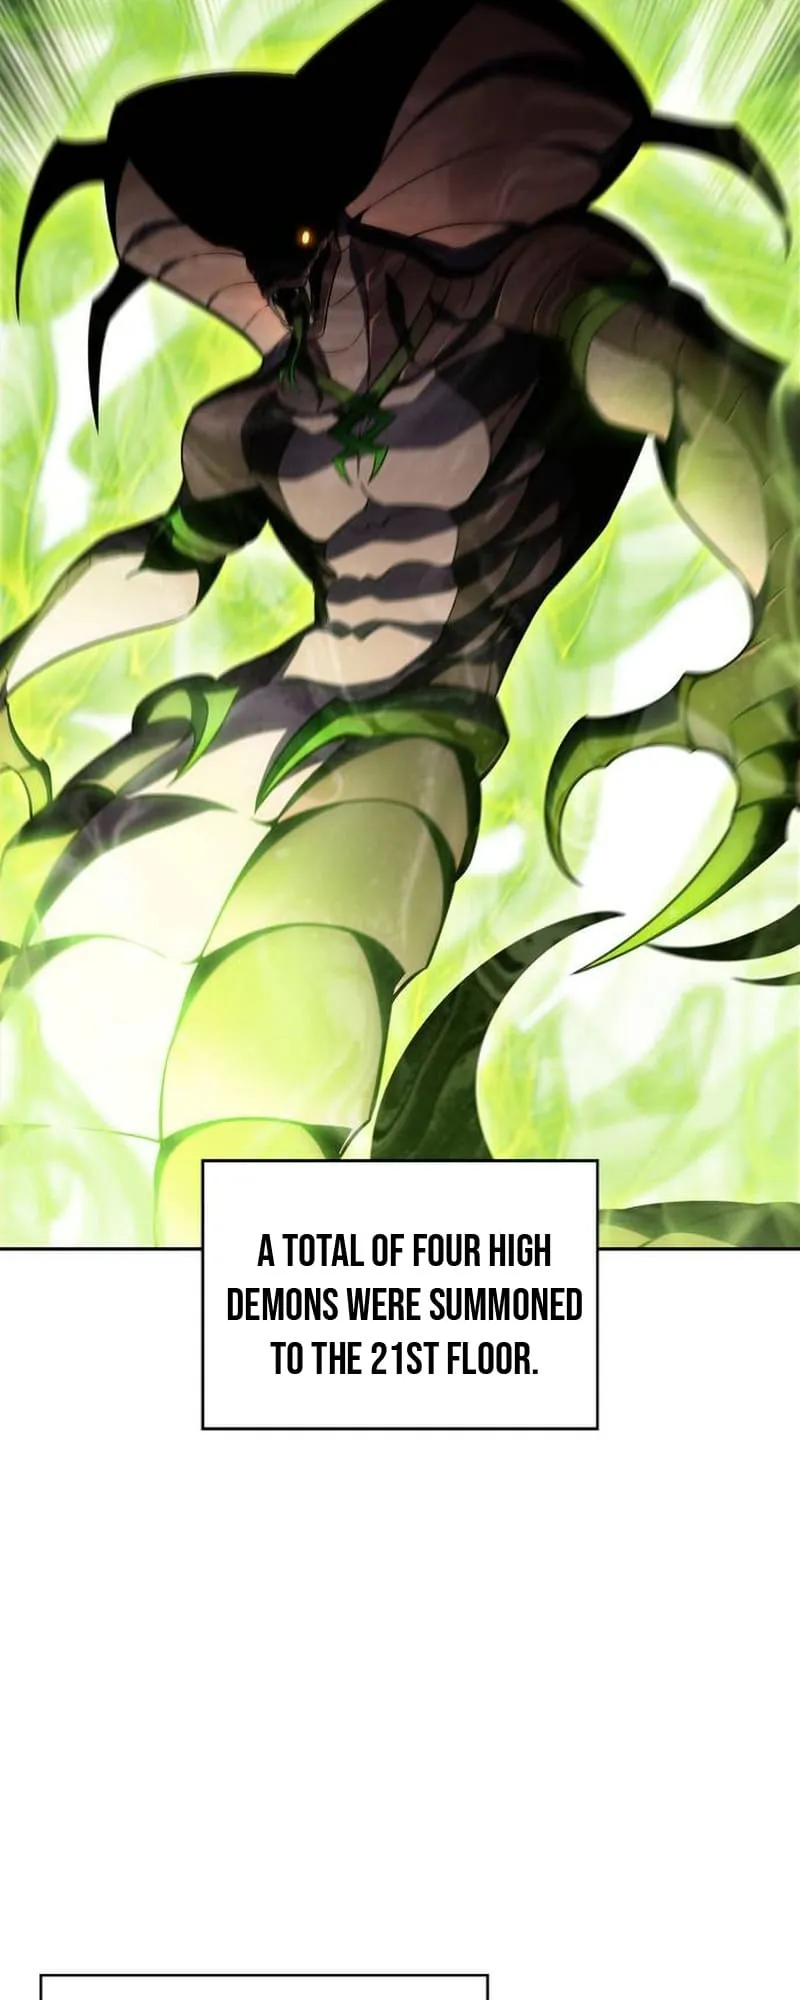 A TOTAL OF FOUR HIGH
DEMONS WERE SUMMONED
TO THE 21ST FLOOR.